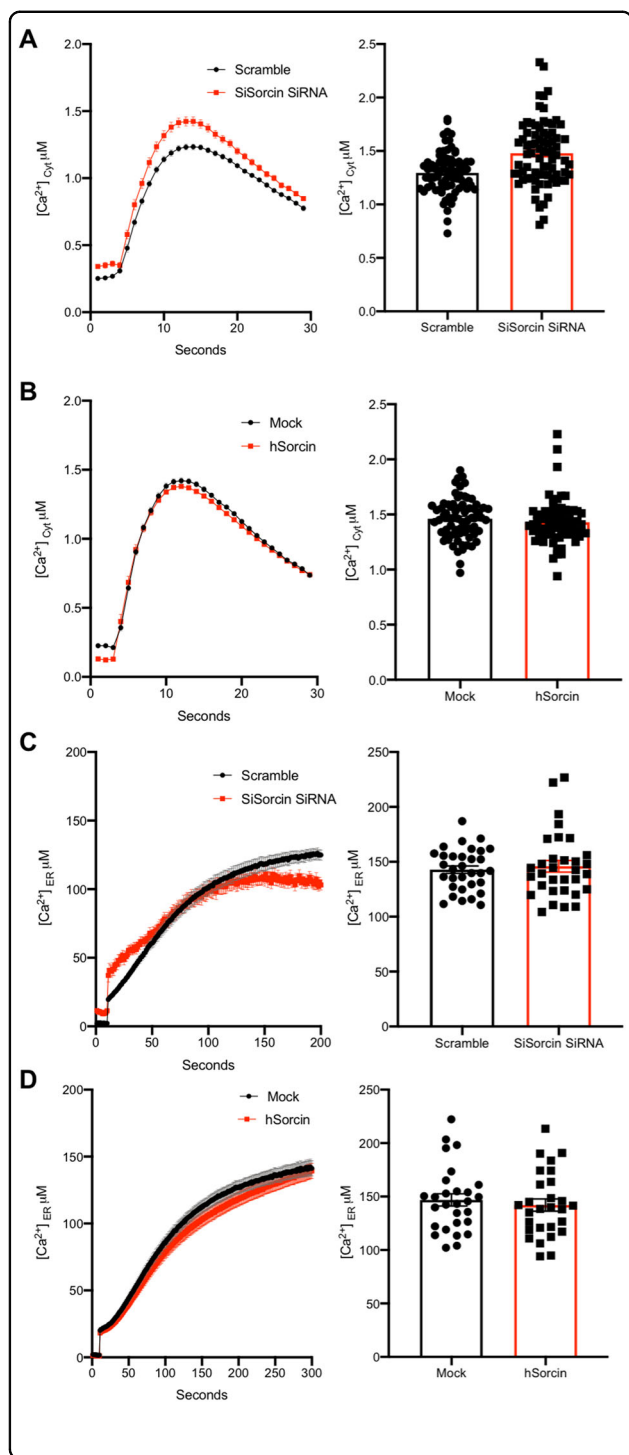 A
2.0
1.5
1.0
0.5
0.0
[Ca²⁺] Cyt µM
Scramble
SiSorcin SiRNA
0 10 20 30
Seconds
2.5
2.0
1.5
1.0
0.5
0.0
[Ca²⁺] Cyt µM
Scramble SiSorcin SiRNA
B
2.0
1.5
1.0
0.5
0.0
[Ca²⁺] Cyt µM
Mock
hSorcin
0 10 20 30
Seconds
2.5
2.0
1.5
1.0
0.5
0.0
[Ca²⁺] Cyt µM
Mock hSorcin
C
200
150
100
50
0
[Ca²⁺] ER µM
Scramble
SiSorcin SiRNA
0 50 100 150 200
Seconds
250
200
150
100
50
0
[Ca²⁺] ER µM
Scramble SiSorcin SiRNA
D
200
150
100
50
0
[Ca²⁺] ER µM
Mock
hSorcin
0 50 100 150 200 250 300
Seconds
250
200
150
100
50
0
[Ca²⁺] ER µM
Mock hSorcin